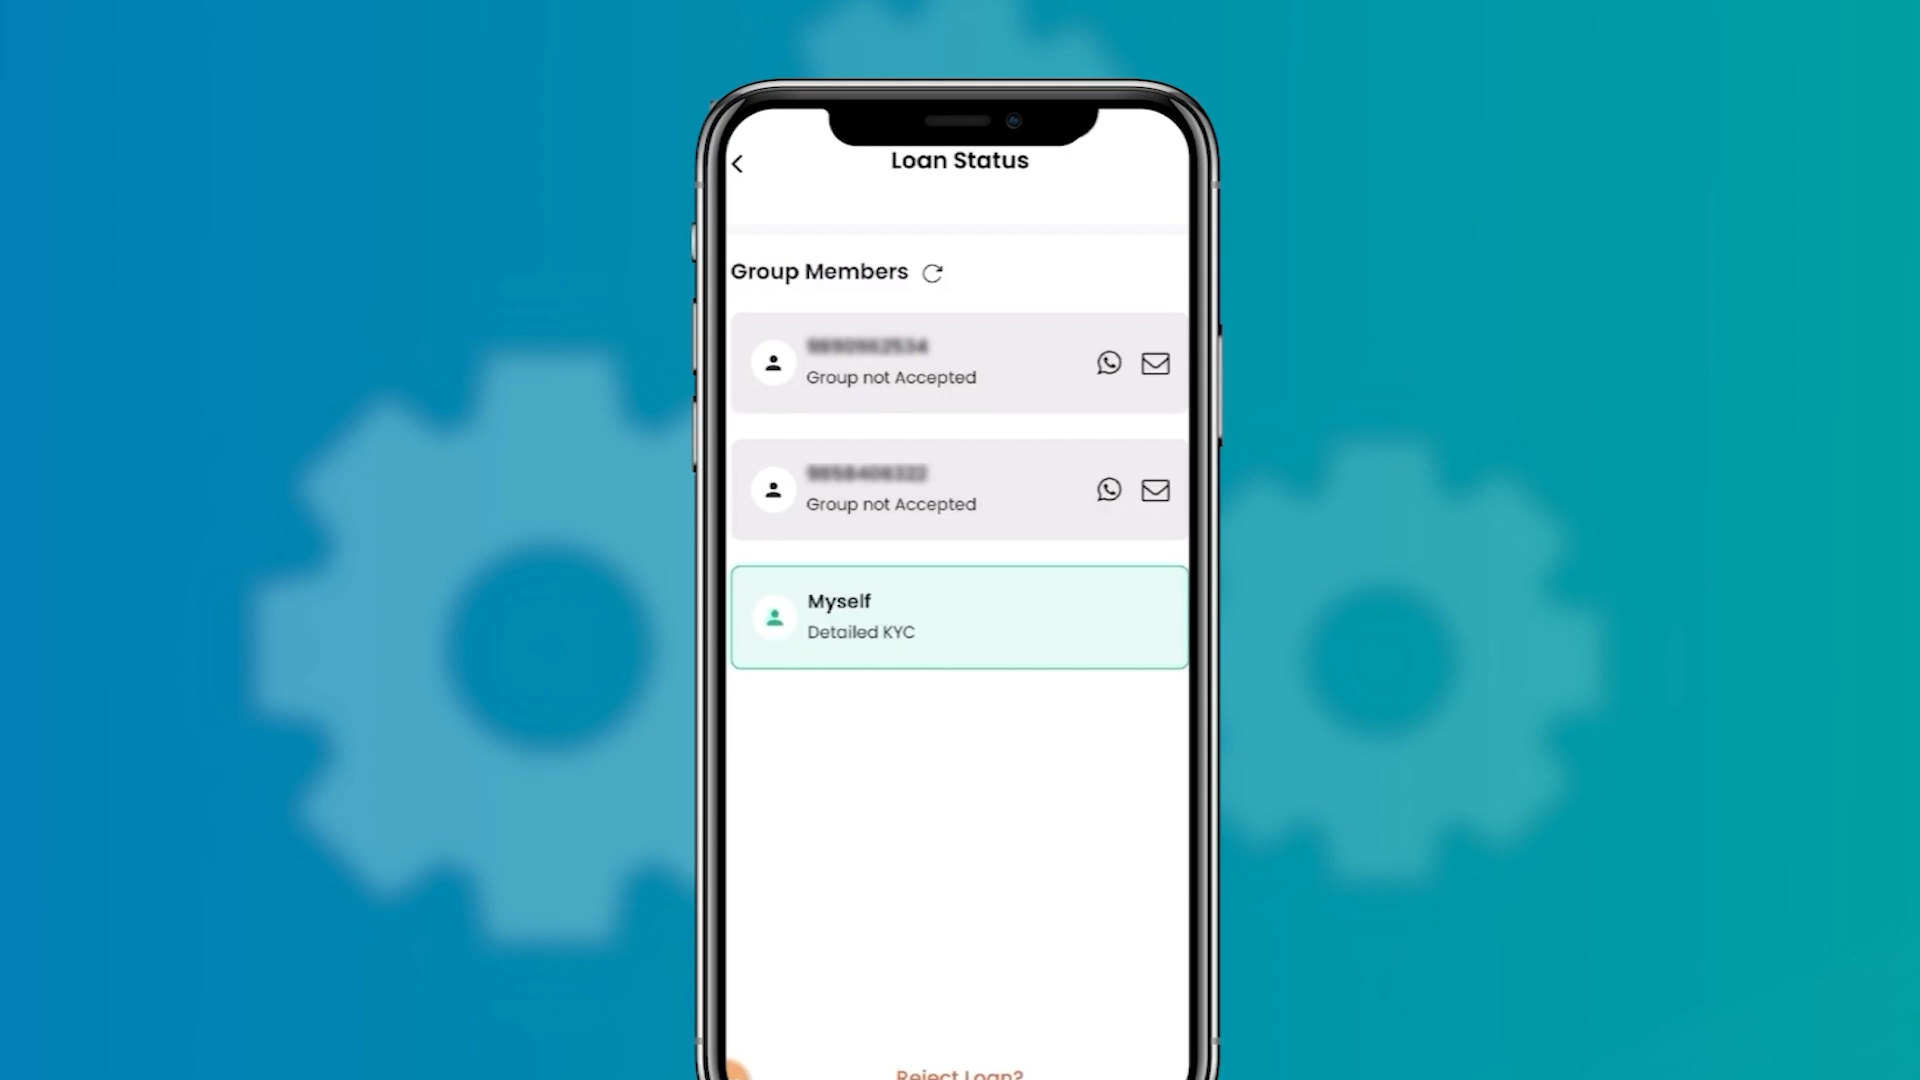 Loan Status
Group Members
Group not Accepted
Group not Accepted
Myself
Detailed KYC
Reject Loan?